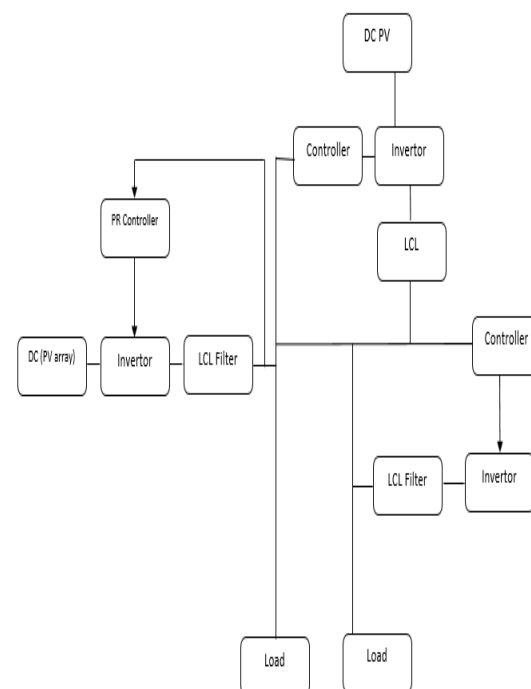 DC PV
Controller
Invertor
PR Controller
LCL
DC (PV array)
Invertor
LCL Filter
Controller
LCL Filter
Invertor
Load
Load